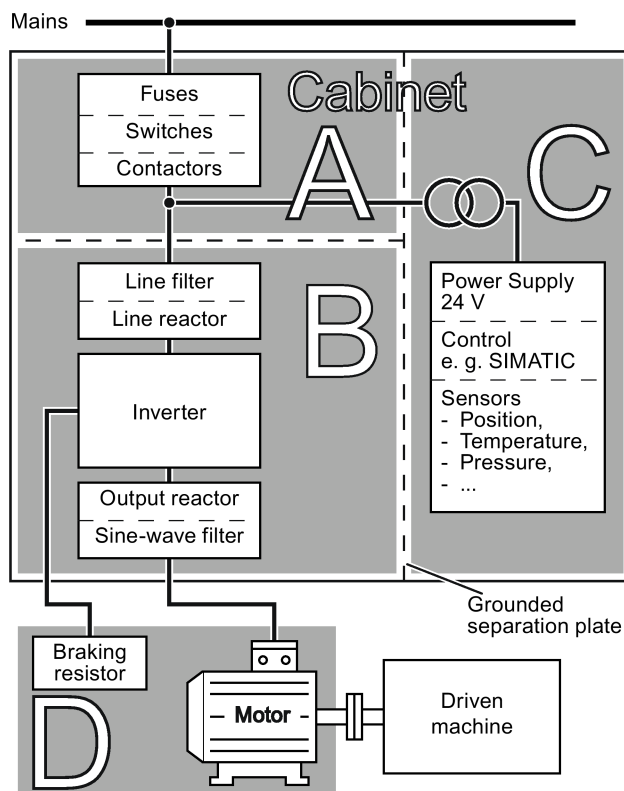 Mains
Cabinet
Fuses
Switches
Contactors
A
C
Line filter
Line reactor
B
Inverter
Output reactor
Sine-wave filter
Power Supply
24 V
Control
e. g. SIMATIC
Sensors
- Position,
- Temperature,
- Pressure,
- ...
Grounded
separation plate
Braking
resistor
D
Motor
Driven
machine